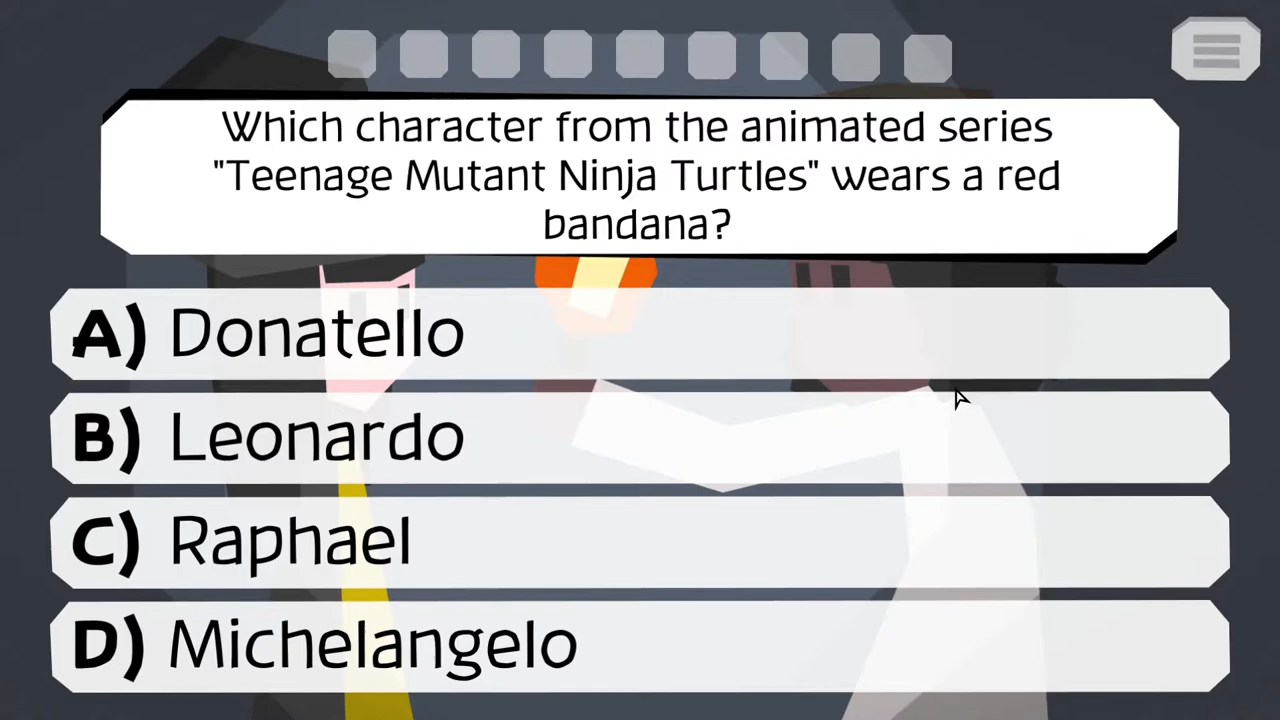 Which character from the animated series
"Teenage Mutant Ninja Turtles" wears a red
bandana?
A) Donatello
B) Leonardo
C) Raphael
D) Michelangelo